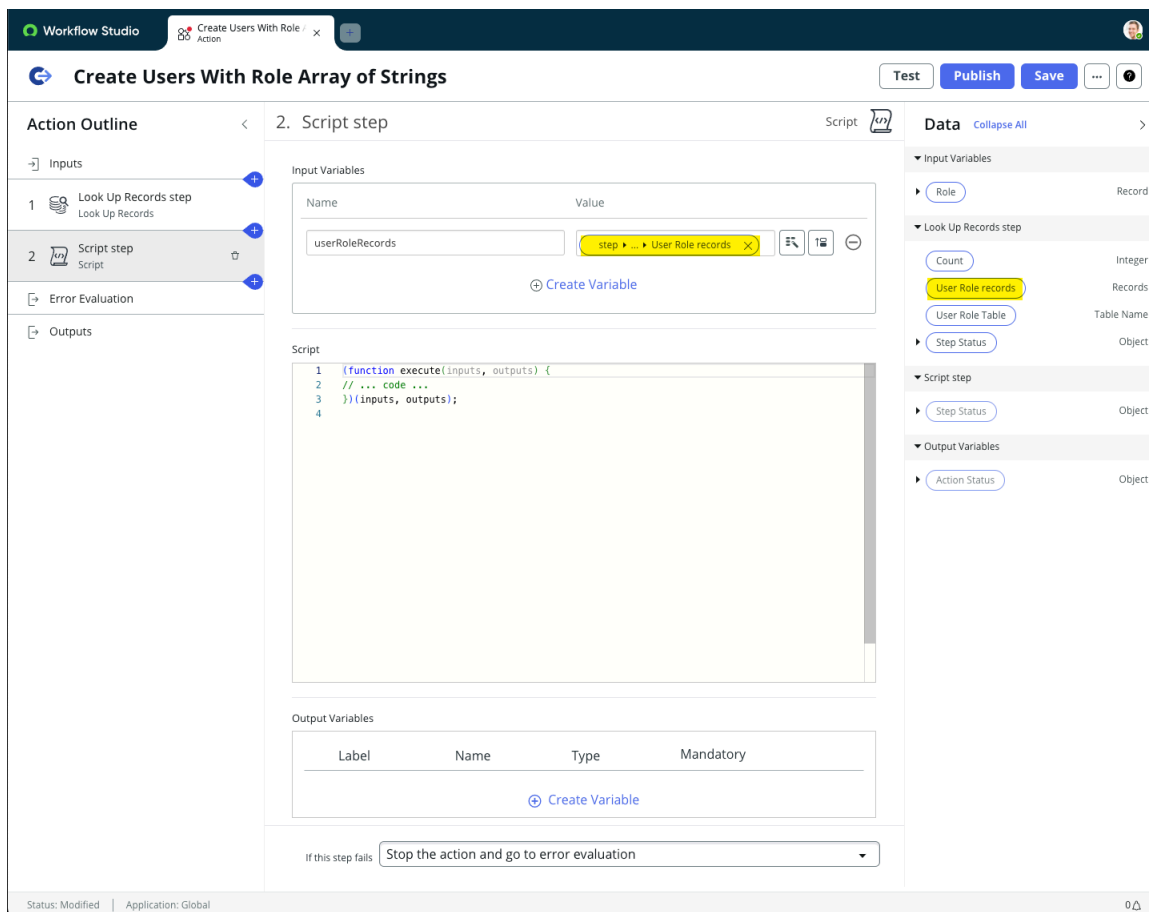 Workflow Studio
Create Users With Role /
Action
Create Users With Role Array of Strings
Test
Publish
Save
Action Outline
Inputs
1
Look Up Records step
Look Up Records
2
Script step
Script
Error Evaluation
Outputs
2. Script step
Script
Input Variables
Name
Value
userRoleRecords
step ▸ ... ▸ User Role records
Create Variable
Script
1 (function execute(inputs, outputs) {
2 // ... code ...
3 })(inputs, outputs);
4
Output Variables
Label Name Type Mandatory
Create Variable
If this step fails
Stop the action and go to error evaluation
Data Collapse All
Input Variables
Role Record
Look Up Records step
Count Integer
User Role records Records
User Role Table Table Name
Step Status Object
Script step
Step Status Object
Output Variables
Action Status Object
Status: Modified | Application: Global
0